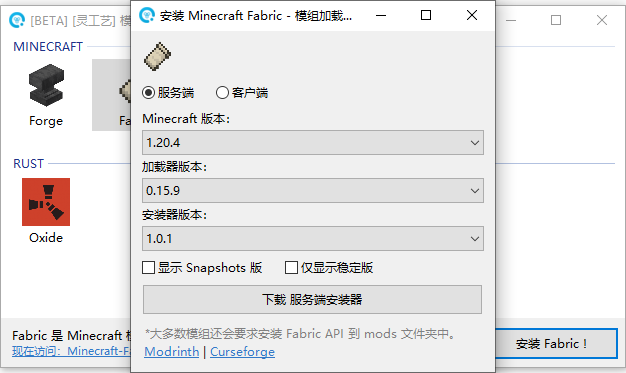 [BETA] [灵工艺] 模
安装 Minecraft Fabric - 模组加载...
MINECRAFT
Forge
Fa
服务端
客户端
Minecraft 版本：
1.20.4
加载器版本：
0.15.9
RUST
安装器版本：
1.0.1
Oxide
显示 Snapshots 版
仅显示稳定版
下载 服务端安装器
*大多数模组还会要求安装 Fabric API 到 mods 文件夹中。
Modrinth | Curseforge
Fabric 是 Minecraft
现在访问：Minecraft-Fa
安装 Fabric！